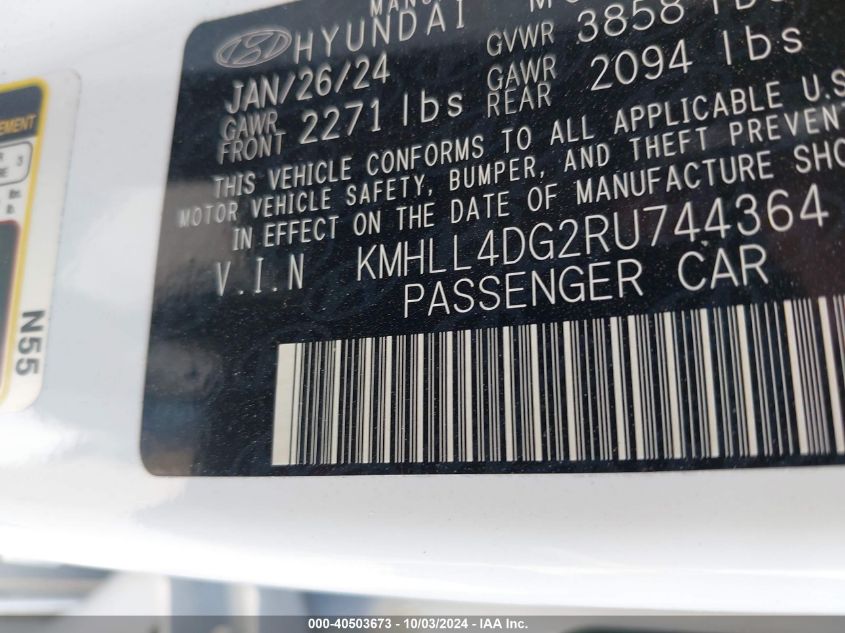 HYUNDAI
GVWR 3858 lbs
JAN/26/24
GAWR REAR 2094 lbs
GAWR FRONT 2271 lbs
THIS VEHICLE CONFORMS TO ALL APPLICABLE U.S
MOTOR VEHICLE SAFETY, BUMPER, AND THEFT PREVENT
IN EFFECT ON THE DATE OF MANUFACTURE SHO
V.I.N KMHLL4DG2RU744364
PASSENGER CAR
EMENT
N55
000-40503673 - 10/03/2024 - IAA Inc.